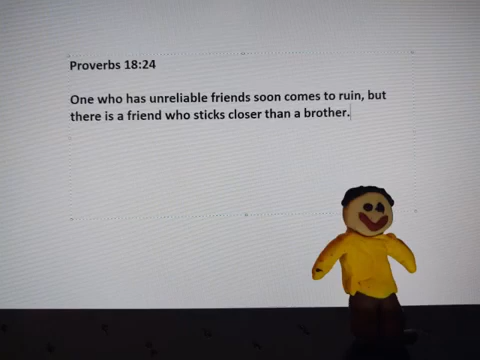 Proverbs 18:24
One who has unreliable friends soon comes to ruin, but
there is a friend who sticks closer than a brother.